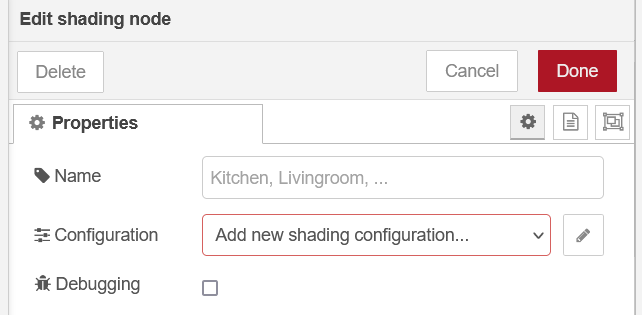 Edit shading node
Delete Cancel Done
Properties
Name Kitchen, Livingroom, ...
Configuration Add new shading configuration...
Debugging